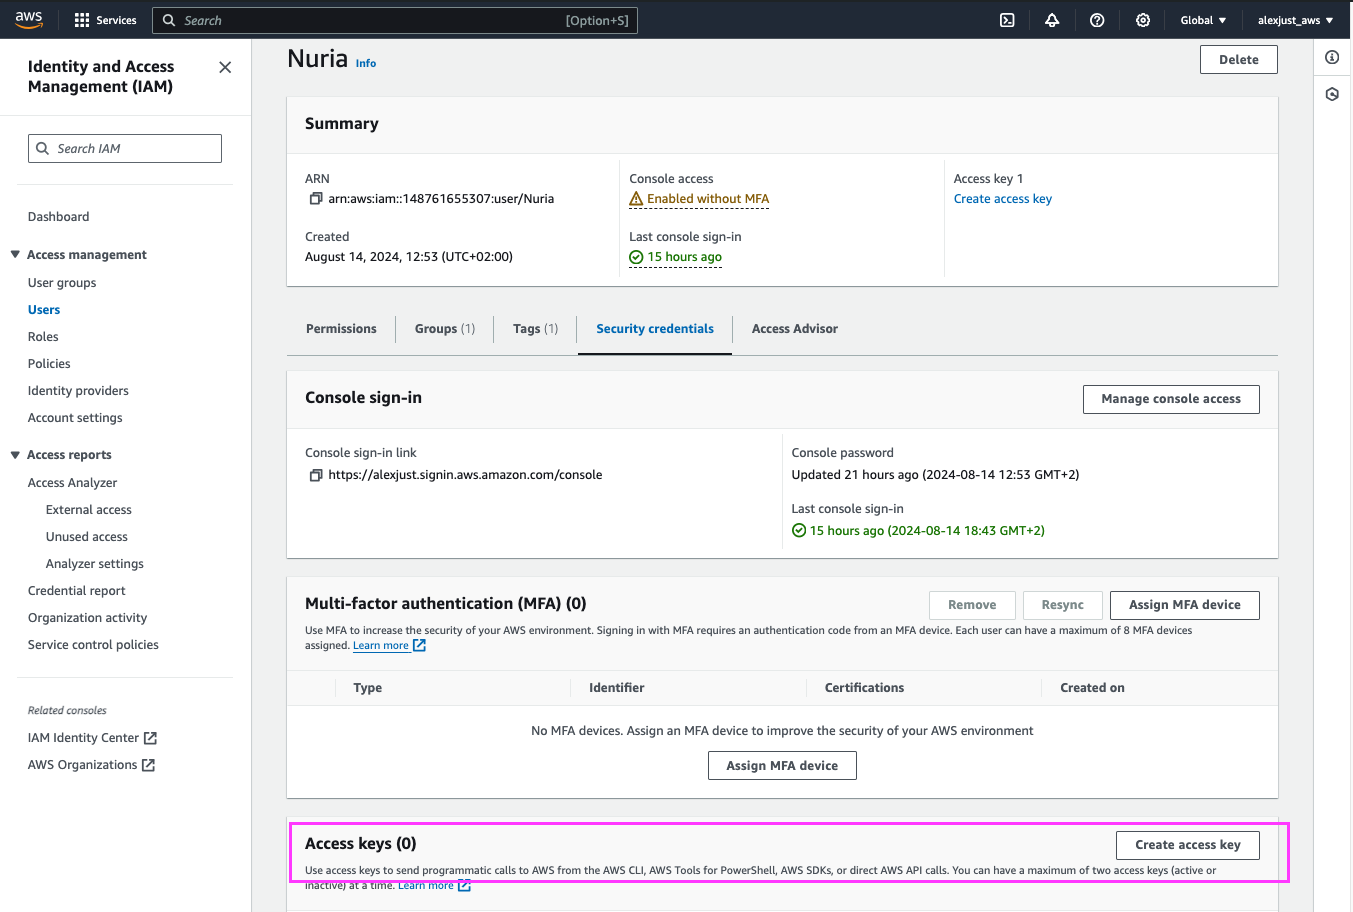 aws
Services
Search
[Option+S]
Global
alexjust_aws
Identity and Access
Management (IAM)
Search IAM
Dashboard
Access management
User groups
Users
Roles
Policies
Identity providers
Account settings
Access reports
Access Analyzer
External access
Unused access
Analyzer settings
Credential report
Organization activity
Service control policies
Related consoles
IAM Identity Center
AWS Organizations
Nuria Info
Delete
Summary
ARN
arn:aws:iam::148761655307:user/Nuria
Created
August 14, 2024, 12:53 (UTC+02:00)
Console access
Enabled without MFA
Last console sign-in
15 hours ago
Access key 1
Create access key
Permissions
Groups (1)
Tags (1)
Security credentials
Access Advisor
Console sign-in
Manage console access
Console sign-in link
https://alexjust.signin.aws.amazon.com/console
Console password
Updated 21 hours ago (2024-08-14 12:53 GMT+2)
Last console sign-in
15 hours ago (2024-08-14 18:43 GMT+2)
Multi-factor authentication (MFA) (0)
Remove
Resync
Assign MFA device
Use MFA to increase the security of your AWS environment. Signing in with MFA requires an authentication code from an MFA device. Each user can have a maximum of 8 MFA devices
assigned. Learn more
Type
Identifier
Certifications
Created on
No MFA devices. Assign an MFA device to improve the security of your AWS environment
Assign MFA device
Access keys (0)
Create access key
Use access keys to send programmatic calls to AWS from the AWS CLI, AWS Tools for PowerShell, AWS SDKs, or direct AWS API calls. You can have a maximum of two access keys (active or
inactive) at a time. Learn more